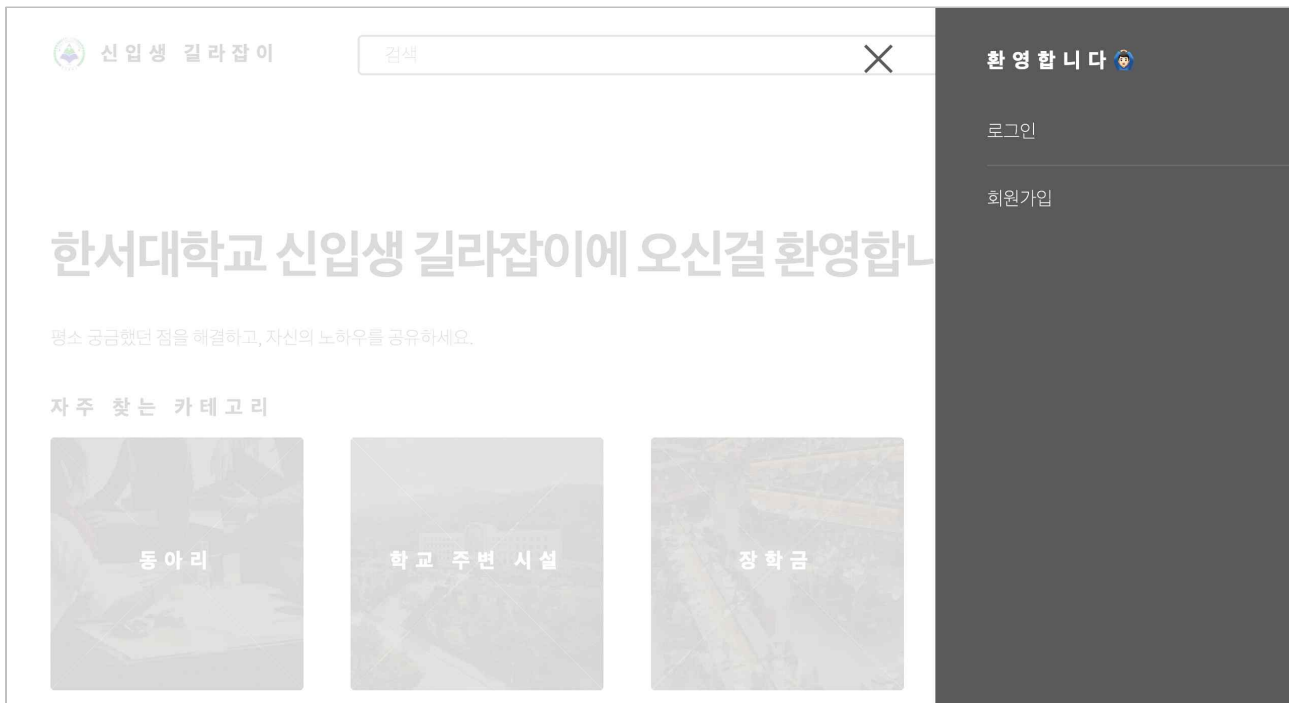 신입생 길라잡이
검색
환영합니다
로그인
회원가입
한서대학교 신입생 길라잡이에 오신걸 환영합니
평소 궁금했던 점을 해결하고, 자신의 노하우를 공유하세요.
자주 찾는 카테고리
동아리
학교 주변 시설
장학금